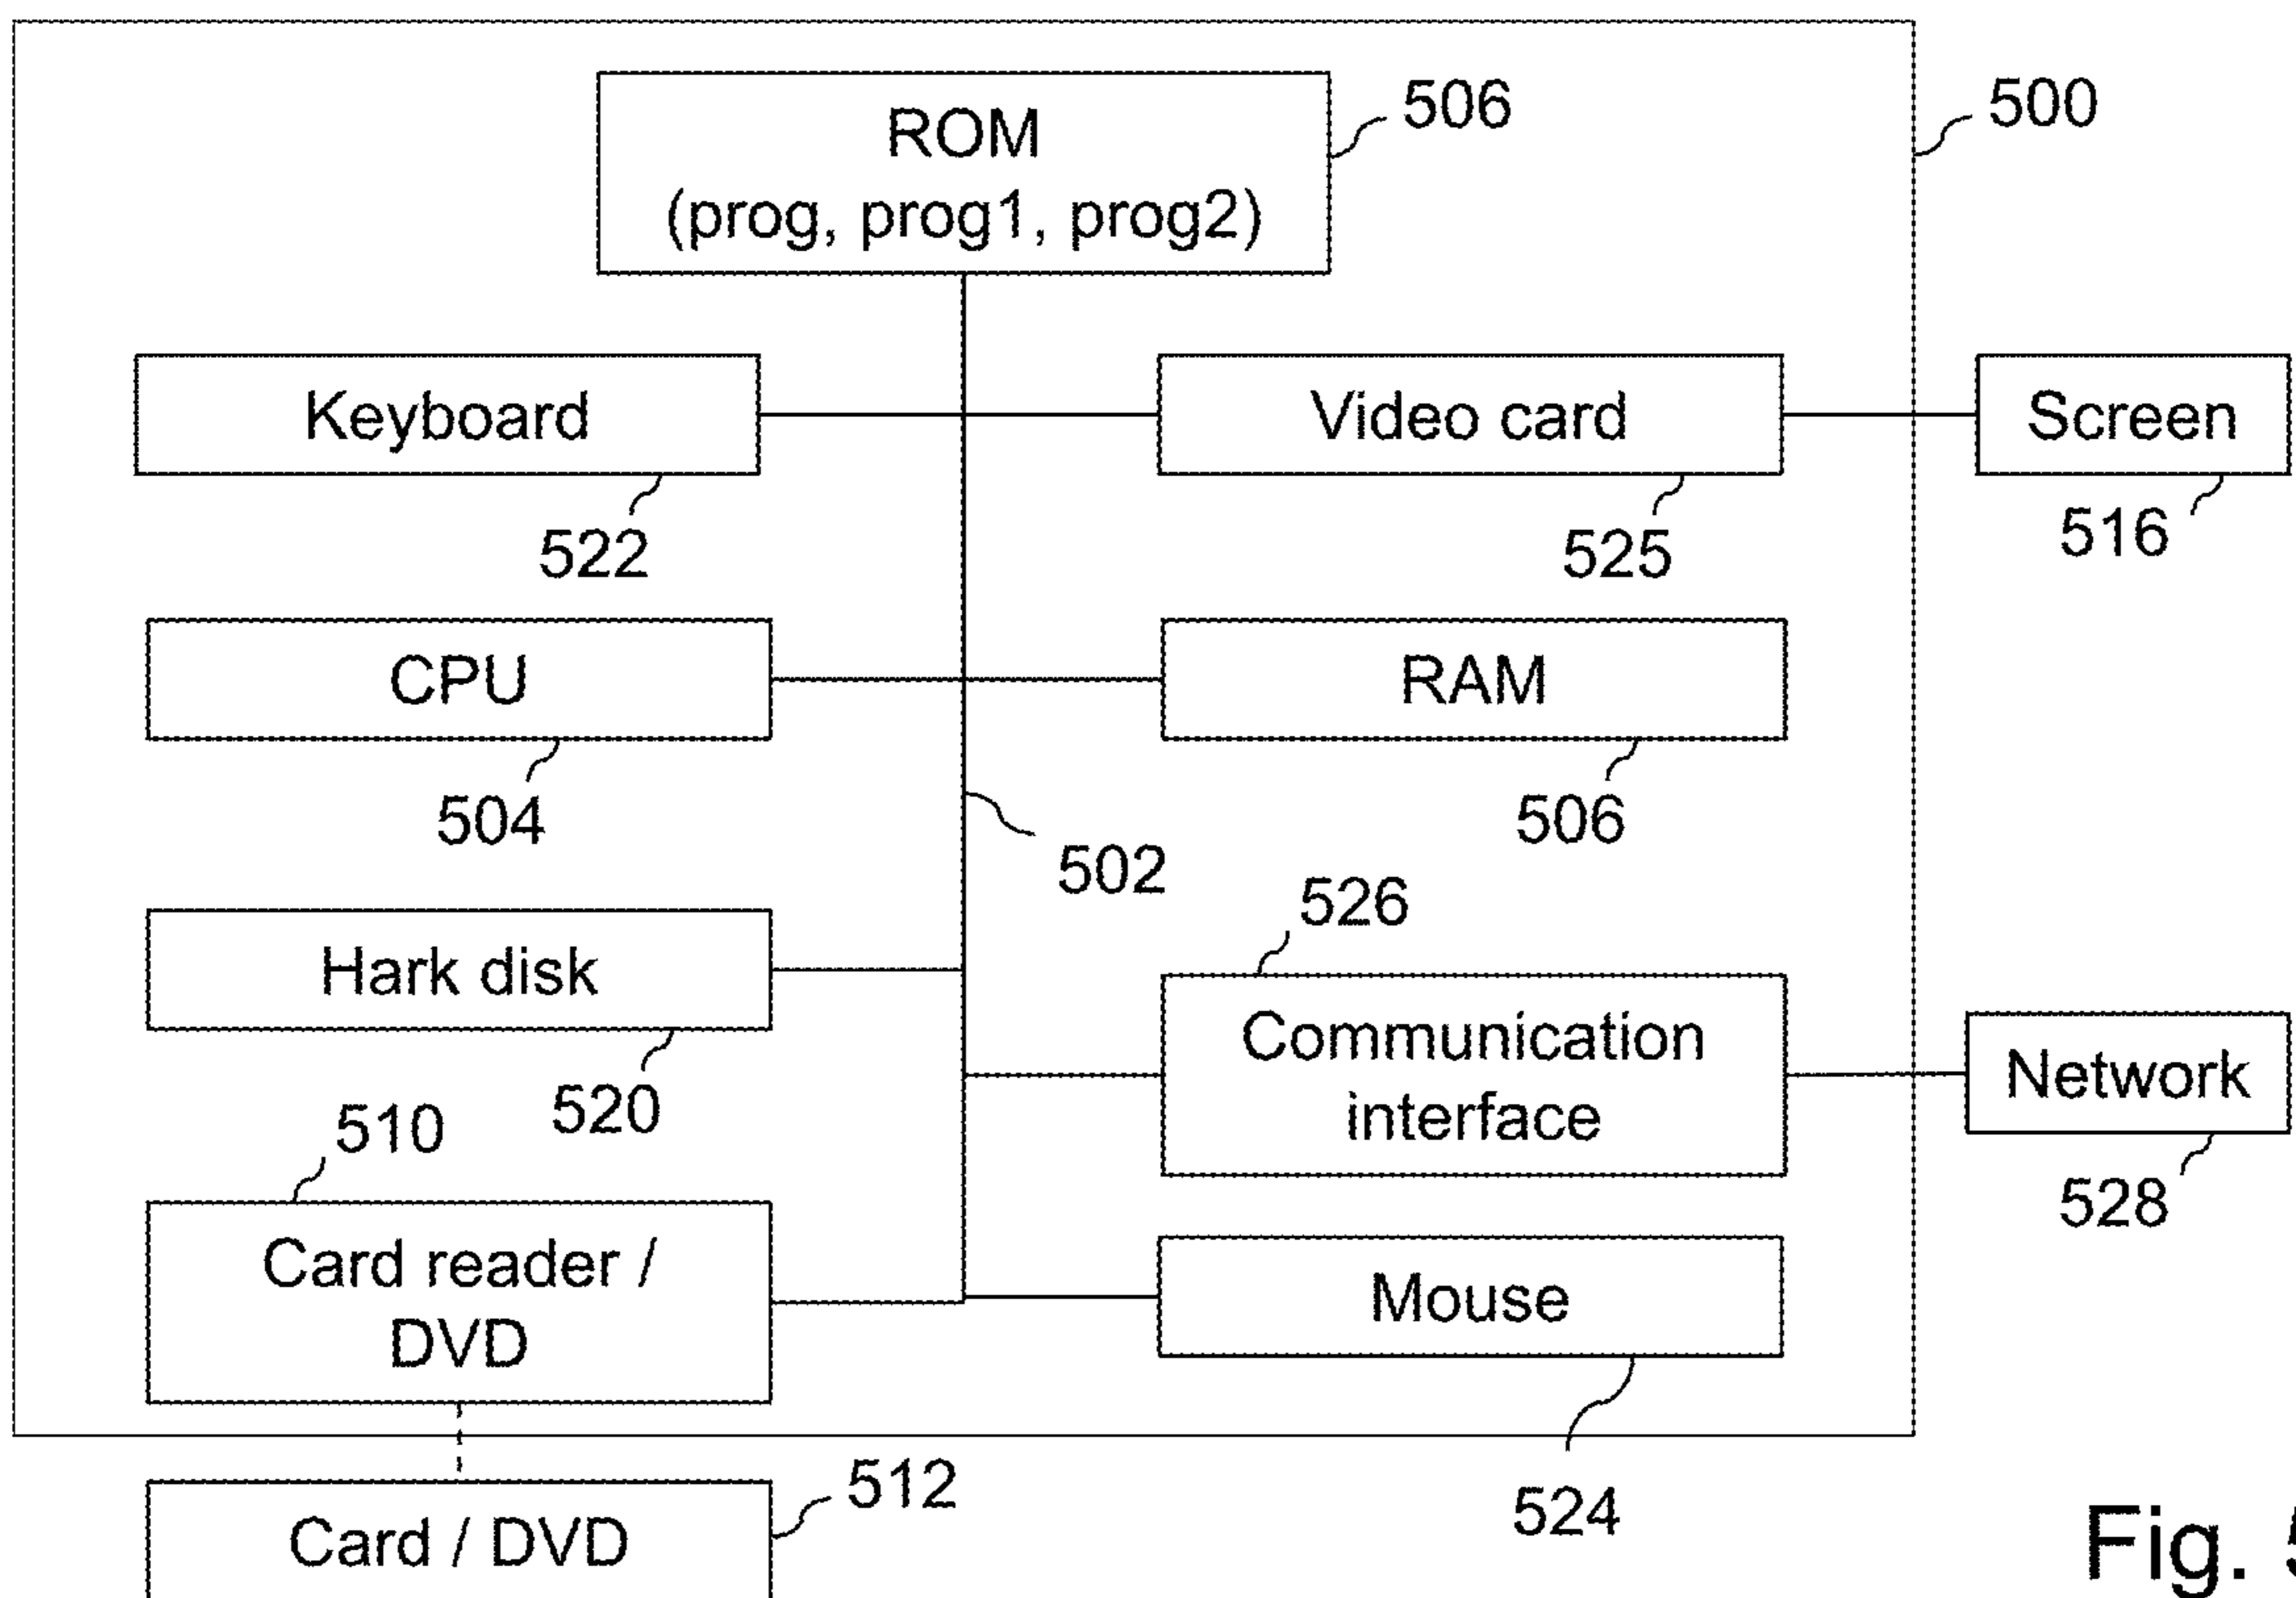 ROM
(prog, prog1, prog2)
506
500
Keyboard
522
Video card
525
Screen
516
CPU
504
RAM
506
502
Hark disk
520
526
Communication
interface
Network
528
510
Card reader /
DVD
Mouse
524
Card / DVD
512
Fig. 5